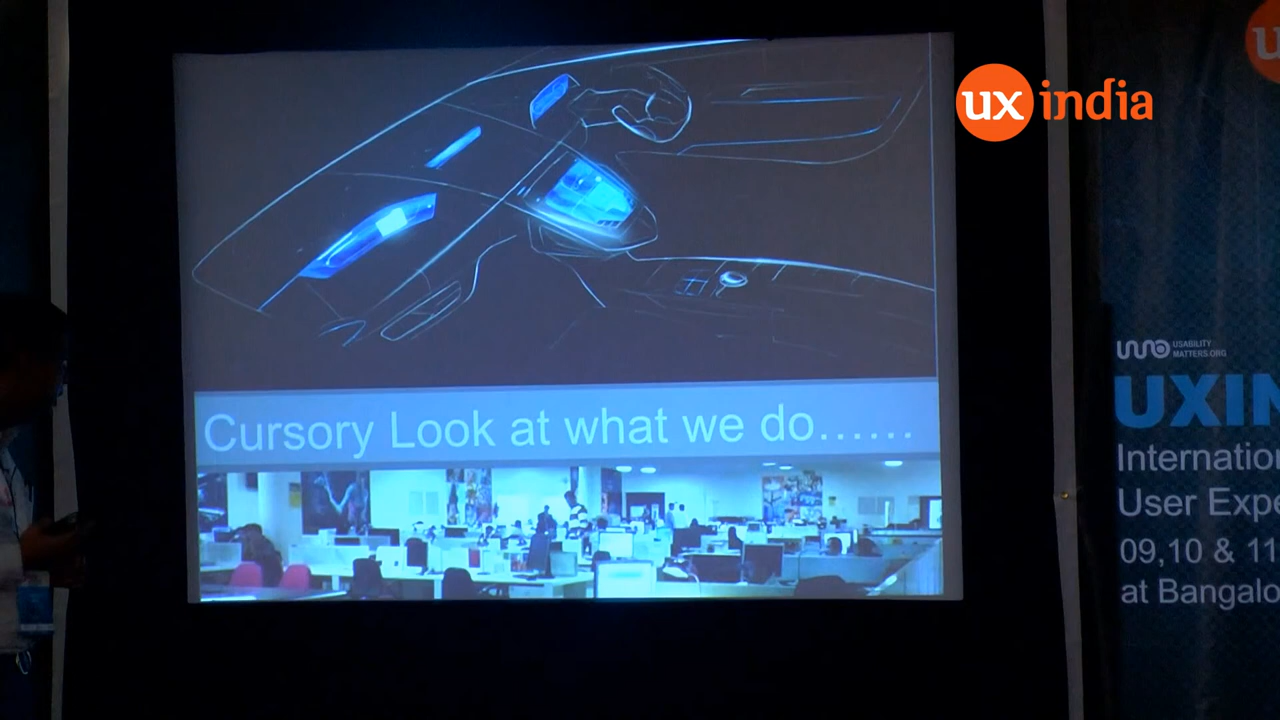 ux india
Cursory Look at what we do......
USABILITY
MATTERS.ORG
UXIN
Internation
User Expe
09,10 & 11
at Bangalo